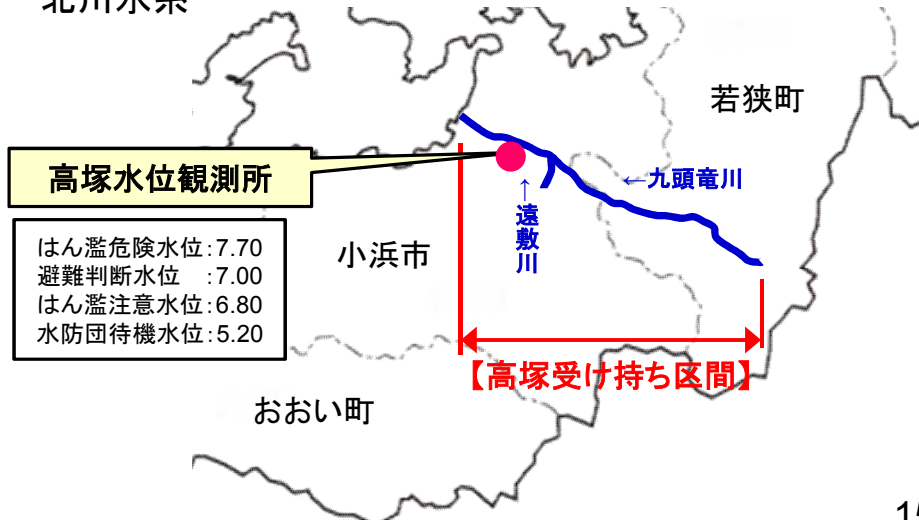 北川水系
若狭町
高塚水位観測所
←九頭竜川
↑遠敷川
小浜市
はん濫危険水位:7.70
避難判断水位 :7.00
はん濫注意水位:6.80
水防団待機水位:5.20
【高塚受け持ち区間】
おおい町